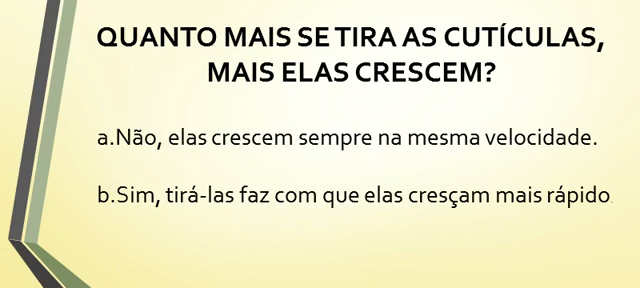 QUANTO MAIS SE TIRA AS CUTÍCULAS,
MAIS ELAS CRESCEM?
a.Não, elas crescem sempre na mesma velocidade.
b.Sim, tirá-las faz com que elas cresçam mais rápido.